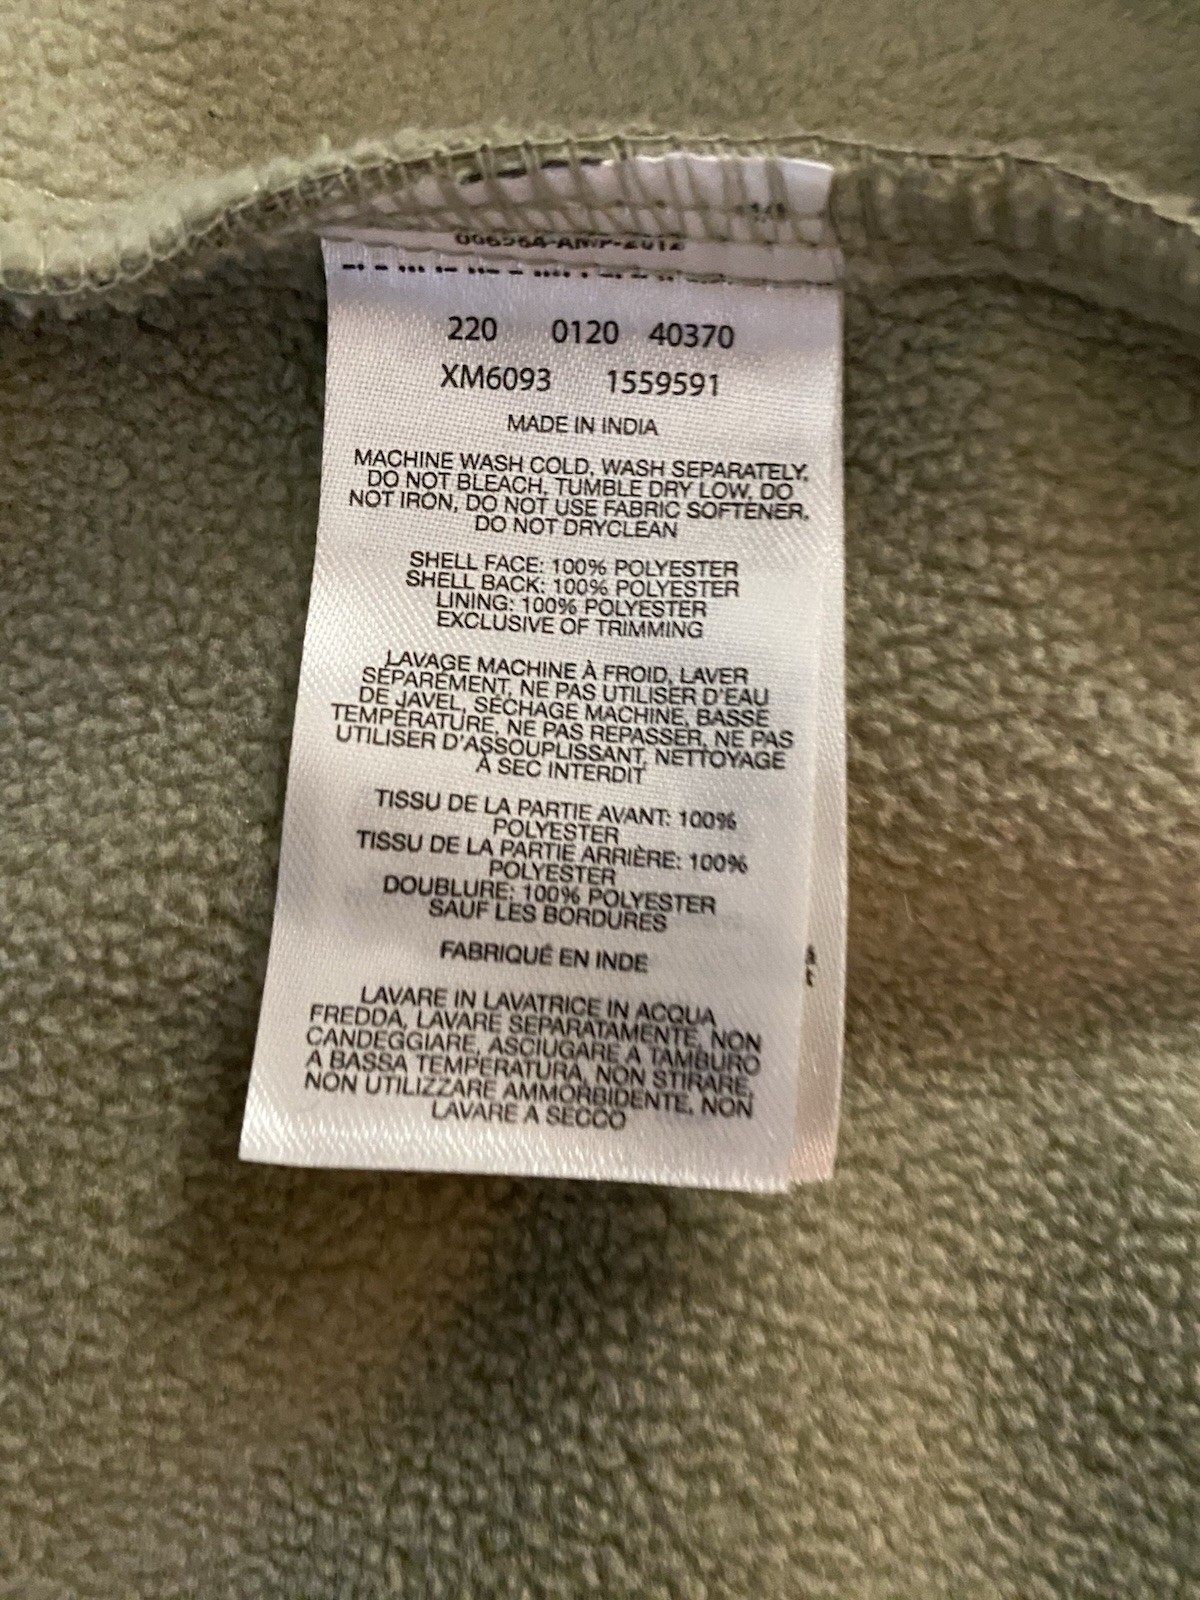 220 0120 40370
XM6093 1559591
MADE IN INDIA
MACHINE WASH COLD, WASH SEPARATELY,
DO NOT BLEACH, TUMBLE DRY LOW, DO
NOT IRON, DO NOT USE FABRIC SOFTENER,
DO NOT DRYCLEAN
SHELL FACE: 100% POLYESTER
SHELL BACK: 100% POLYESTER
LINING: 100% POLYESTER
EXCLUSIVE OF TRIMMING
LAVAGE MACHINE À FROID, LAVER
SÉPARÉMENT, NE PAS UTILISER D'EAU
DE JAVEL, SÉCHAGE MACHINE, BASSE
TEMPÉRATURE, NE PAS REPASSER, NE PAS
UTILISER D'ASSOUPLISSANT, NETTOYAGE
À SEC INTERDIT
TISSU DE LA PARTIE AVANT: 100%
POLYESTER
TISSU DE LA PARTIE ARRIÈRE: 100%
POLYESTER
DOUBLURE: 100% POLYESTER
SAUF LES BORDURES
FABRIQUÉ EN INDE
LAVARE IN LAVATRICE IN ACQUA
FREDDA, LAVARE SEPARATAMENTE, NON
CANDEGGIARE, ASCIUGARE A TAMBURO
A BASSA TEMPERATURA, NON STIRARE,
NON UTILIZZARE AMMORBIDENTE, NON
LAVARE A SECCO